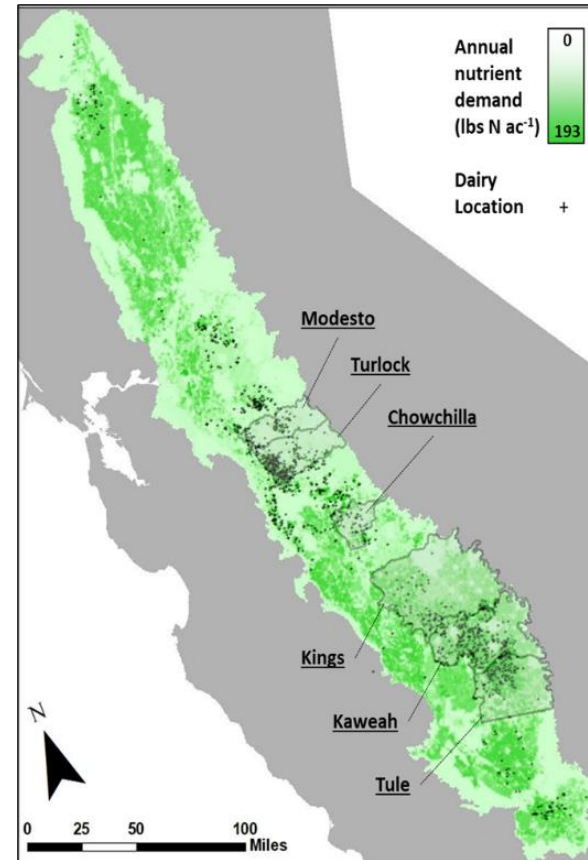 Annual
nutrient
demand
(lbs N ac⁻¹)
0
193
Dairy
Location +
Modesto
Turlock
Chowchilla
Kings
Kaweah
Tule
N
0 25 50 100
Miles